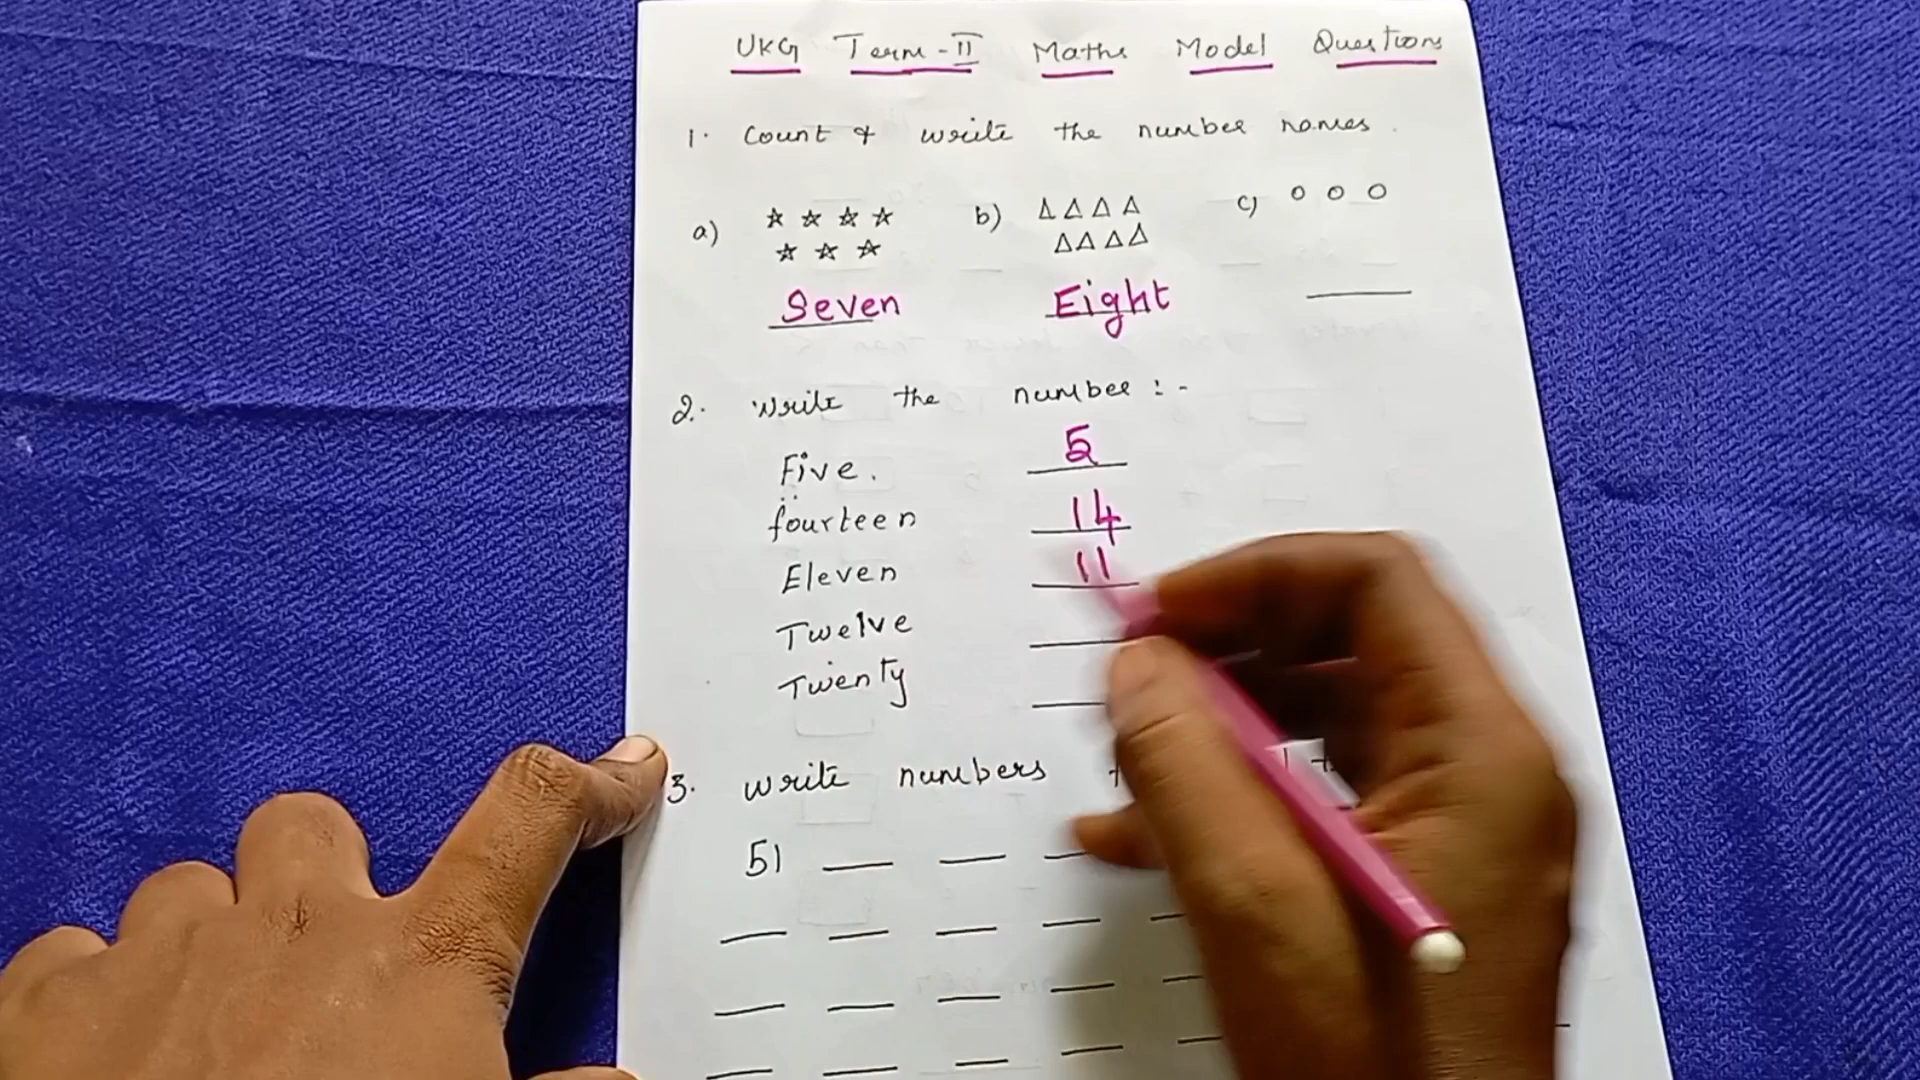 UKG Term-II Maths Model Questions
1. Count & write the number names.
a) b) c)
Seven Eight
2. Write the number :-
Five. 5
fourteen 14
Eleven 11
Twelve
Twenty
3. write numbers
51